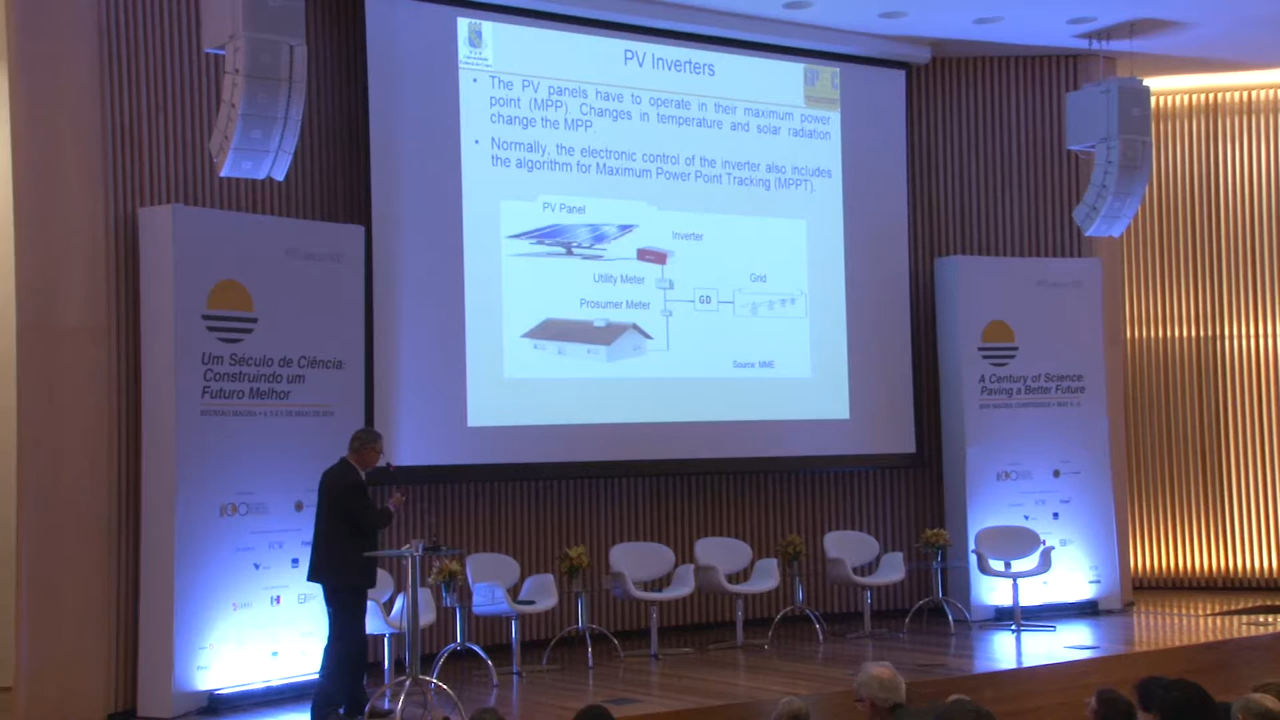 PV Inverters
• The PV panels have to operate in their maximum power
point (MPP). Changes in temperature and solar radiation
change the MPP.
• Normally, the electronic control of the inverter also includes
the algorithm for Maximum Power Point Tracking (MPPT).
PV Panel
Inverter
Utility Meter
Grid
Prosumer Meter
GD
Source: MME
Um Século de Ciência:
Construindo um
Futuro Melhor
A Century of Science:
Paving a Better Future